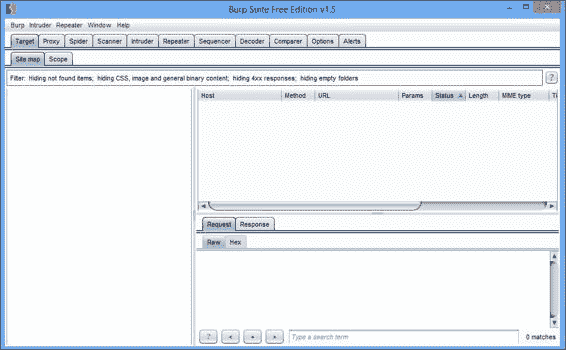 Burp Suite Free Edition v1.5
Burp Intruder Repeater Window Help
Target Proxy Spider Scanner Intruder Repeater Sequencer Decoder Comparer Options Alerts
Site map Scope
Filter: Hiding not found items; hiding CSS, image and general binary content; hiding 4xx responses; hiding empty folders ?
Host Method URL Params Status Length MIME type Ti
Request Response
Raw Hex
? < + > Type a search term 0 matches